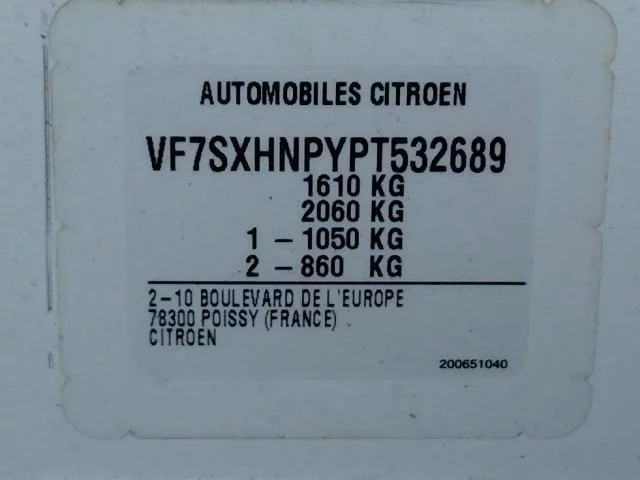 AUTOMOBILES CITROEN
VF7SXHNPYPT532689
1610 KG
2060 KG
1 – 1050 KG
2 – 860 KG
2–10 BOULEVARD DE L'EUROPE
78300 POISSY (FRANCE)
CITROEN
200651040